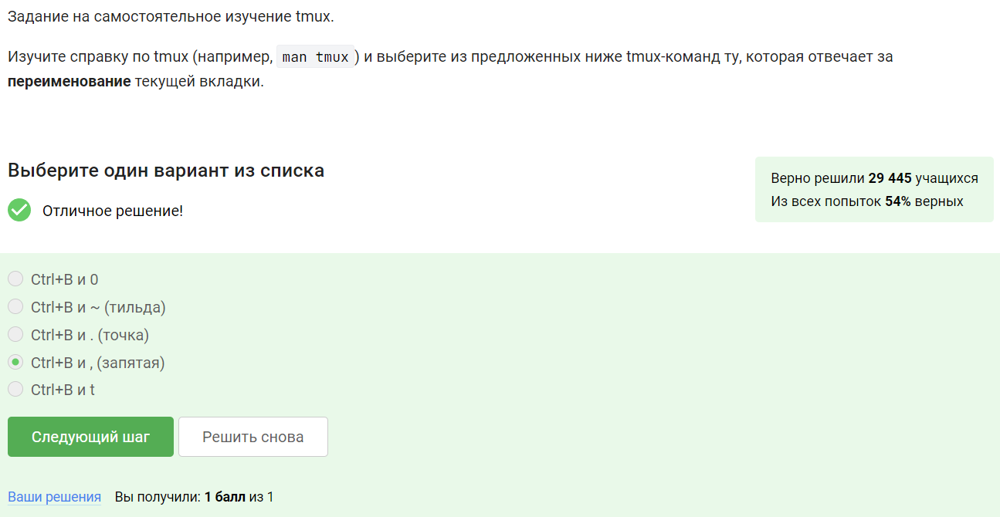 Задание на самостоятельное изучение tmux.
Изучите справку по tmux (например, man tmux) и выберите из предложенных ниже tmux-команд ту, которая отвечает за
переименование текущей вкладки.
Выберите один вариант из списка
Верно решили 29 445 учащихся
Из всех попыток 54% верных
Отличное решение!
Ctrl+B и 0
Ctrl+B и ~ (тильда)
Ctrl+B и . (точка)
Ctrl+B и , (запятая)
Ctrl+B и t
Следующий шаг
Решить снова
Ваши решения Вы получили: 1 балл из 1